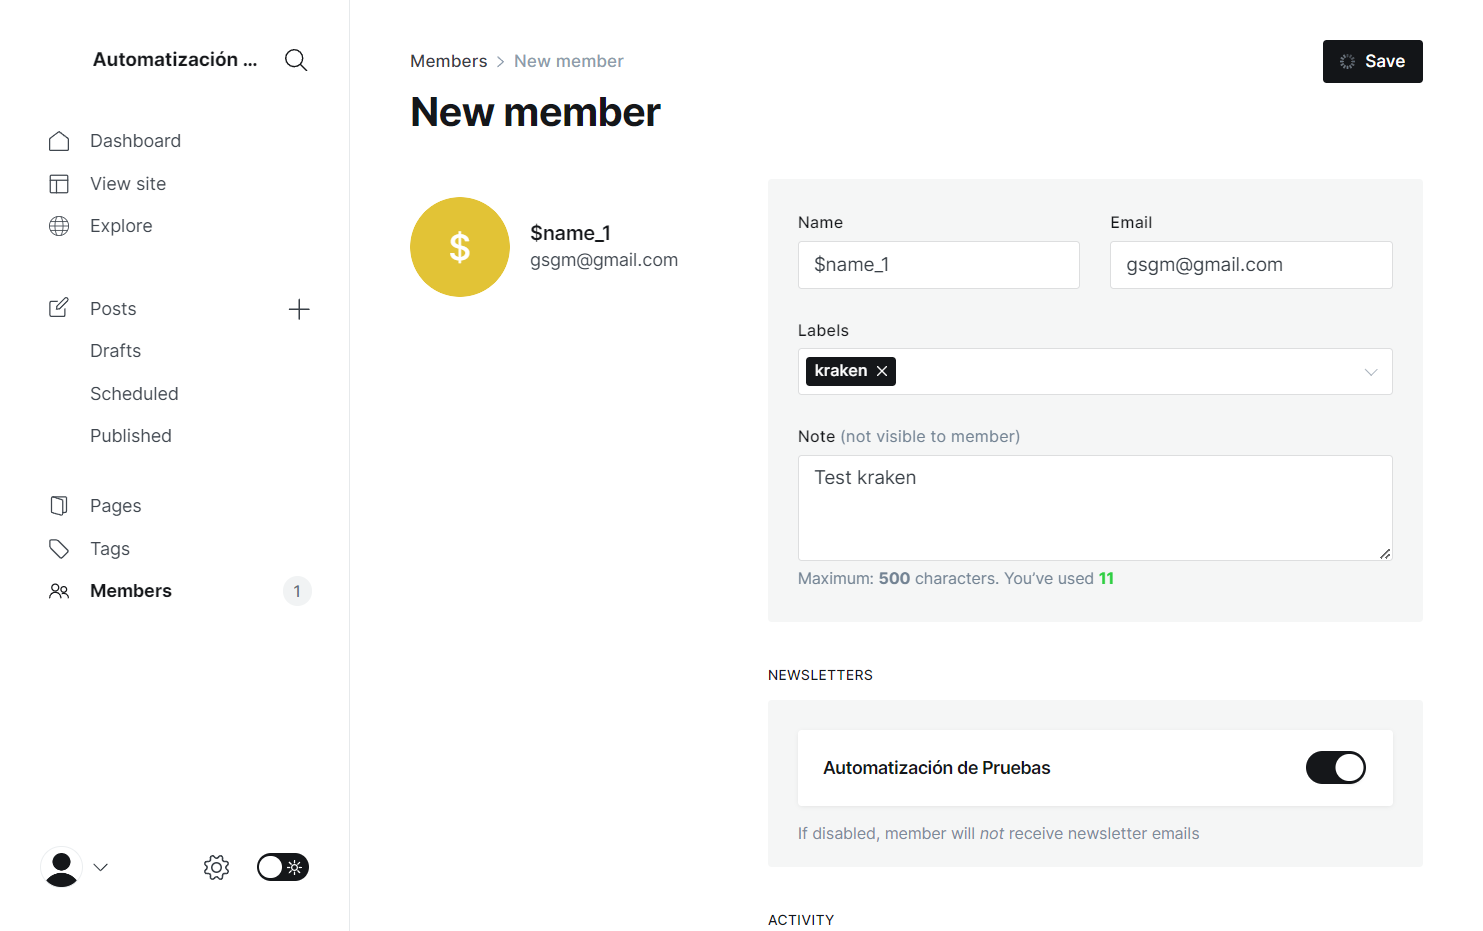 Automatización ...
Dashboard
View site
Explore
Posts
Drafts
Scheduled
Published
Pages
Tags
Members
1
Members > New member
Save
New member
$
$name_1
gsgm@gmail.com
Name
Email
$name_1
gsgm@gmail.com
Labels
kraken
Note (not visible to member)
Test kraken
Maximum: 500 characters. You’ve used 11
NEWSLETTERS
Automatización de Pruebas
If disabled, member will not receive newsletter emails
ACTIVITY